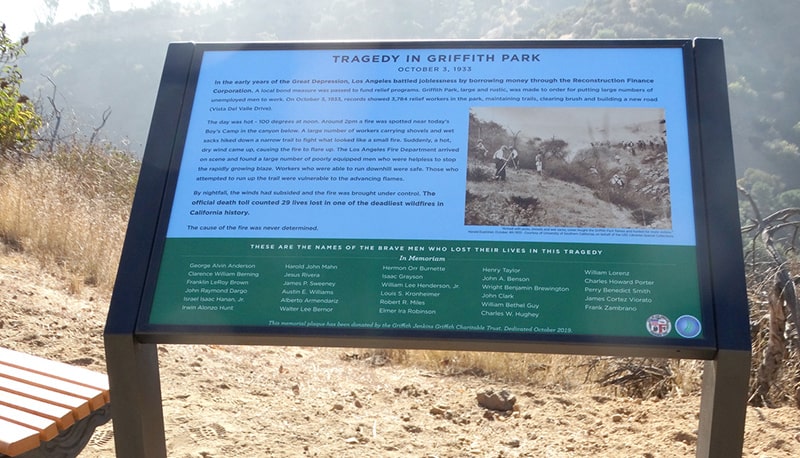 TRAGEDY IN GRIFFITH PARK
OCTOBER 3, 1933
In the early years of the Great Depression, Los Angeles battled joblessness by borrowing money through the Reconstruction Finance
Corporation. A local bond measure was passed to fund relief programs. Griffith Park, large and rustic, was made to order for putting large numbers of
unemployed men to work. On October 3, 1933, records showed 3,784 relief workers in the park, maintaining trails, clearing brush and building a new road
(Vista Del Valle Drive).
The day was hot – 100 degrees at noon. Around 2pm a fire was spotted near today's
Boy's Camp in the canyon below. A large number of workers carrying shovels and wet
sacks hiked down a narrow trail to fight what looked like a small fire. Suddenly, a hot,
dry wind came up, causing the fire to flare up. The Los Angeles Fire Department arrived
on scene and found a large number of poorly equipped men who were helpless to stop
the rapidly growing blaze. Workers who were able to run downhill were safe. Those who
attempted to run up the trail were vulnerable to the advancing flames.
By nightfall, the winds had subsided and the fire was brought under control. The
official death toll counted 29 lives lost in one of the deadliest wildfires in
California history.
The cause of the fire was never determined.
THESE ARE THE NAMES OF THE BRAVE MEN WHO LOST THEIR LIVES IN THIS TRAGEDY
In Memoriam
George Alvin Anderson
Clarence William Berning
Franklin LeRoy Brown
John Raymond Dargo
Israel Isaac Hanan, Jr.
Irwin Alonzo Hunt
Harold John Mahn
Jesus Rivera
James P. Sweeney
Austin E. Williams
Alberto Armendariz
Walter Lee Bernor
Hermon Orr Burnette
Isaac Grayson
William Lee Henderson, Jr.
Louis S. Kronheimer
Robert R. Miles
Elmer Ira Robinson
Henry Taylor
John A. Benson
Wright Benjamin Brewington
John Clark
William Bethel Guy
Charles W. Hughey
William Lorenz
Charles Howard Porter
Perry Benedict Smith
James Cortez Viorato
Frank Zambrano
This memorial plaque has been donated by the Griffith Jenkins Griffith Charitable Trust. Dedicated October 2019.